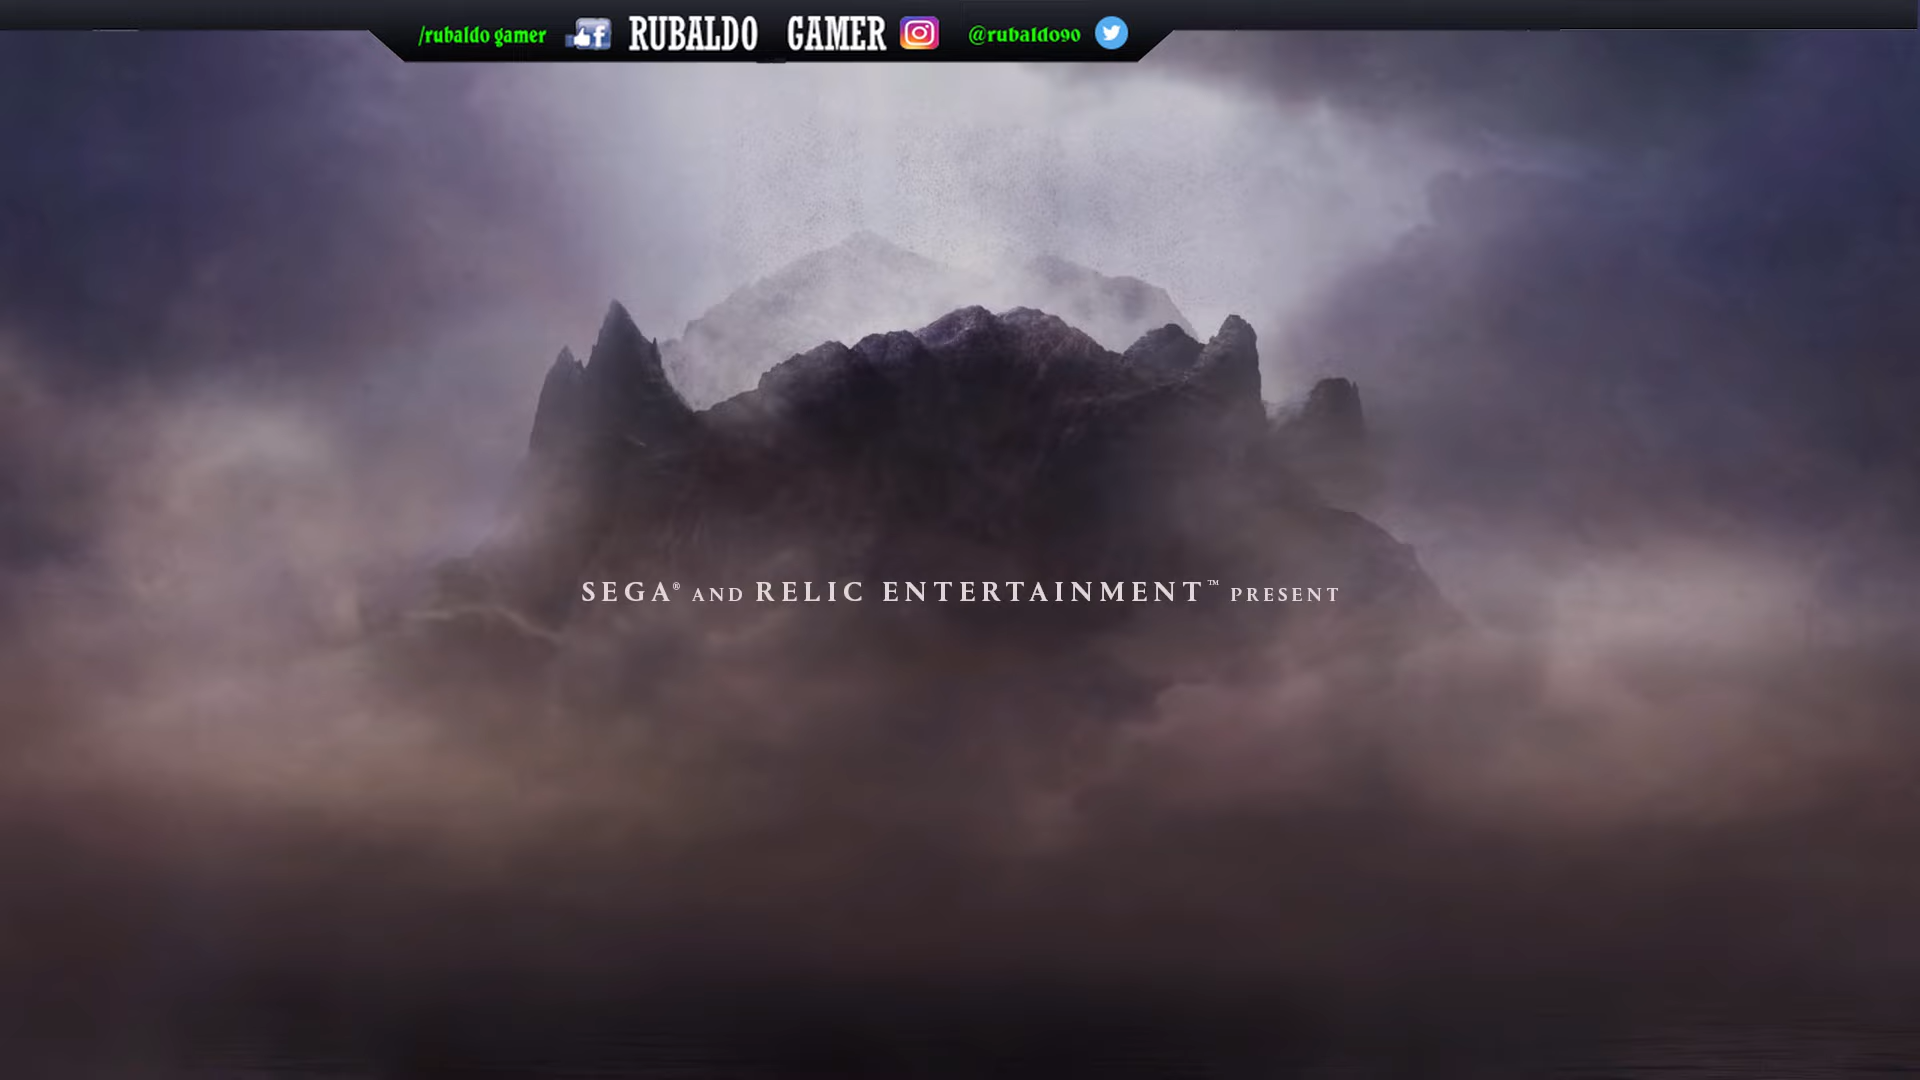 /rubaldo gamer RUBALDO GAMER @rubaldo90
SEGA® AND RELIC ENTERTAINMENT™ PRESENT